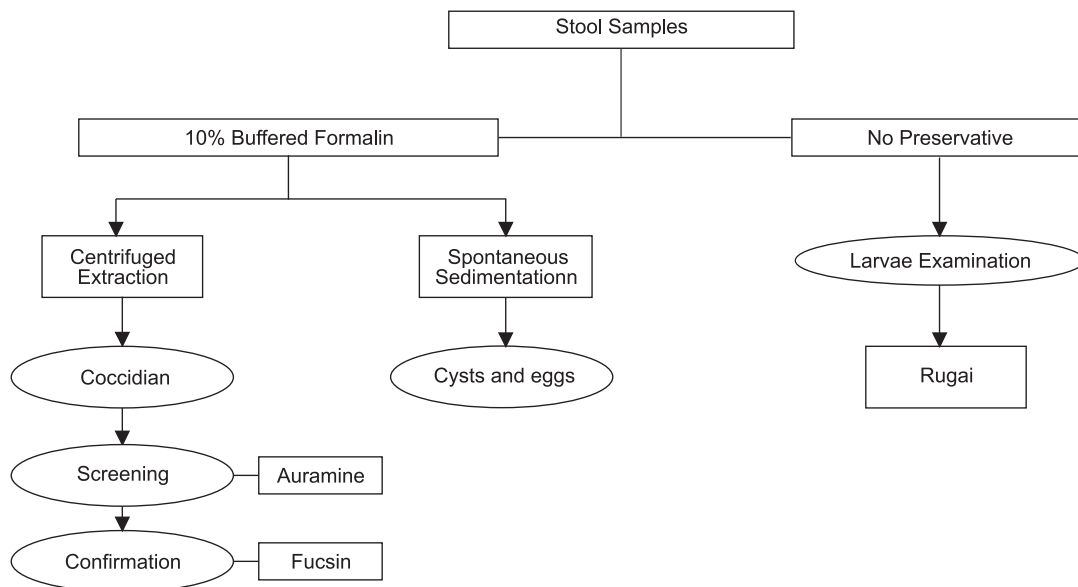 Stool Samples
10% Buffered Formalin
No Preservative
Centrifuged
Extraction
Spontaneous
Sedimentationn
Larvae Examination
Coccidian
Cysts and eggs
Rugai
Screening
Auramine
Confirmation
Fucsin